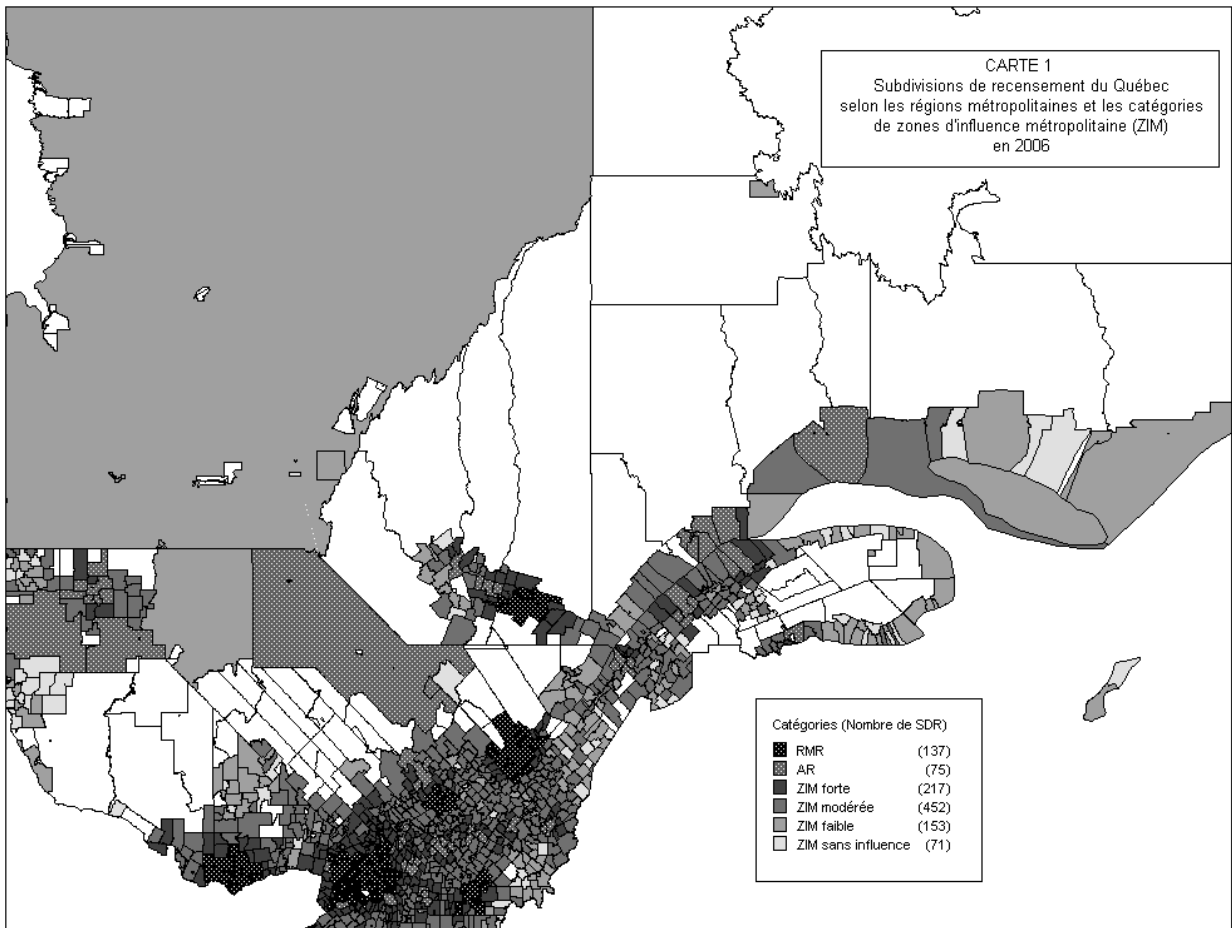 CARTE 1
Subdivisions de recensement du Québec
selon les régions métropolitaines et les catégories
de zones d'influence métropolitaine (ZIM)
en 2006
Catégories (Nombre de SDR)
RMR (137)
AR (75)
ZIM forte (217)
ZIM modérée (452)
ZIM faible (153)
ZIM sans influence (71)